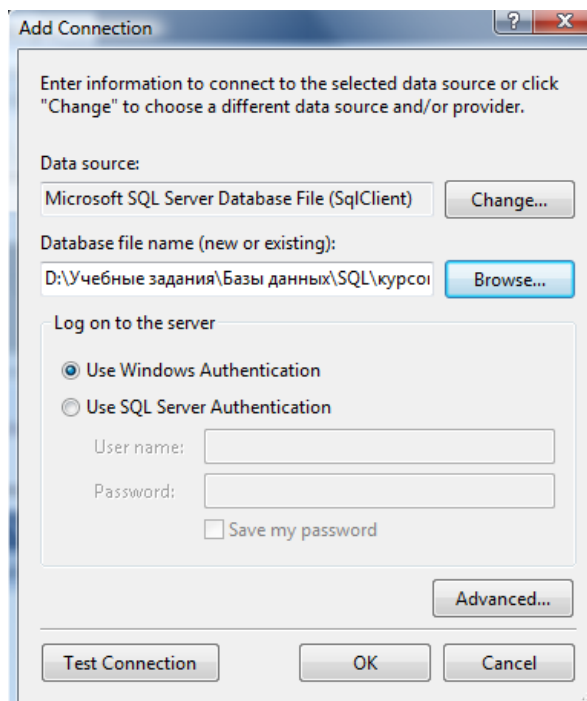 Add Connection
?
X
Enter information to connect to the selected data source or click
"Change" to choose a different data source and/or provider.
Data source:
Microsoft SQL Server Database File (SqlClient)
Change...
Database file name (new or existing):
D:\Учебные задания\Базы данных\SQL\курсо
Browse...
Log on to the server
Use Windows Authentication
Use SQL Server Authentication
User name:
Password:
Save my password
Advanced...
Test Connection
OK
Cancel